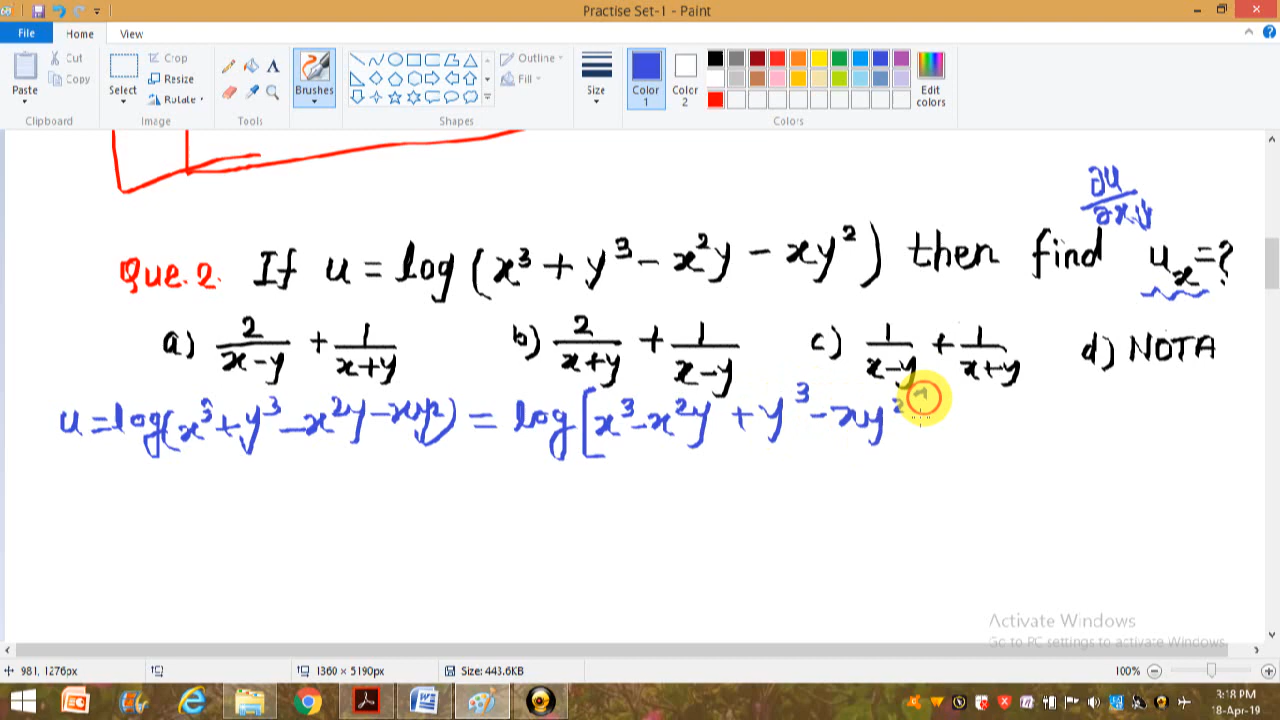 Practise Set-1 - Paint
File Home View
Paste Cut Copy Clipboard
Select Crop Resize Rotate Image
Tools
Brushes
Outline Fill Shapes
Size
Color 1 Color 2 Edit colors Colors
∂u/∂x
Que.2. If u = log(x³ + y³ - x²y - xy²) then find uₓ = ?
a) 2/(x-y) + 1/(x+y) b) 2/(x+y) + 1/(x-y) c) 1/(x-y) + 1/(x+y) d) NOTA
u = log(x³ + y³ - x²y - xy²) = log[x³ - x²y + y³ - xy²
Activate Windows
Go to PC settings to activate Windows.
981, 1276px 1360 × 5190px Size: 443.6KB 100%
3:18 PM
18-Apr-19